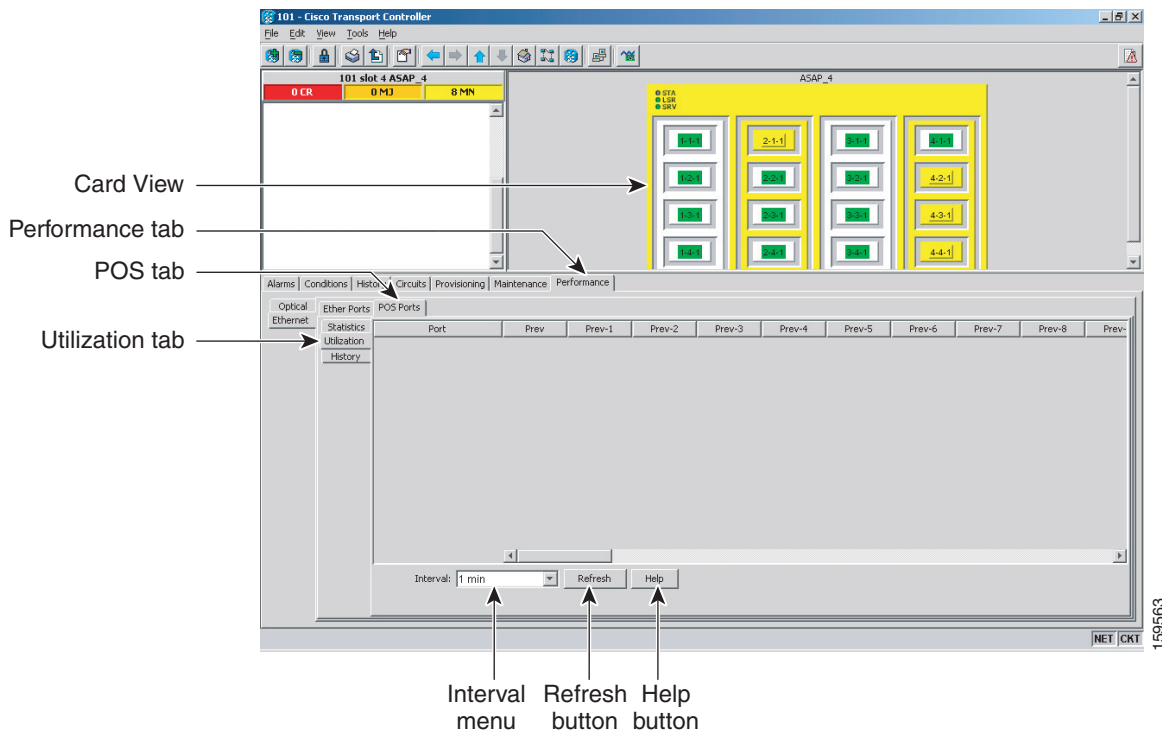 101 - Cisco Transport Controller
File Edit View Tools Help
101 slot 4 ASAP_4
0 CR 0 MJ 8 MN
ASAP_4
STA
LSR
SRV
1-1-1 2-1-1 3-1-1 4-1-1
1-2-1 2-2-1 3-2-1 4-2-1
1-3-1 2-3-1 3-3-1 4-3-1
1-4-1 2-4-1 3-4-1 4-4-1
Card View
Performance tab
POS tab
Utilization tab
Alarms Conditions History Circuits Provisioning Maintenance Performance
Optical
Ethernet
Ether Ports POS Ports
Statistics
Utilization
History
Port Prev Prev-1 Prev-2 Prev-3 Prev-4 Prev-5 Prev-6 Prev-7 Prev-8 Prev-
Interval: 1 min Refresh Help
NET CKT
159563
Interval menu
Refresh button
Help button